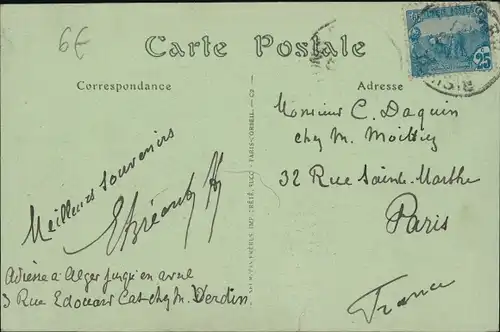 6€
Carte Postale
Correspondance
Adresse
25
Monsieur C. Daquin
chez M.
32 Rue Sainte-Marthe
Paris
France
Meilleurs souvenirs
Adresse à Alger jusqu'en avril
3 Rue Edouard Cat chez M. Verdin